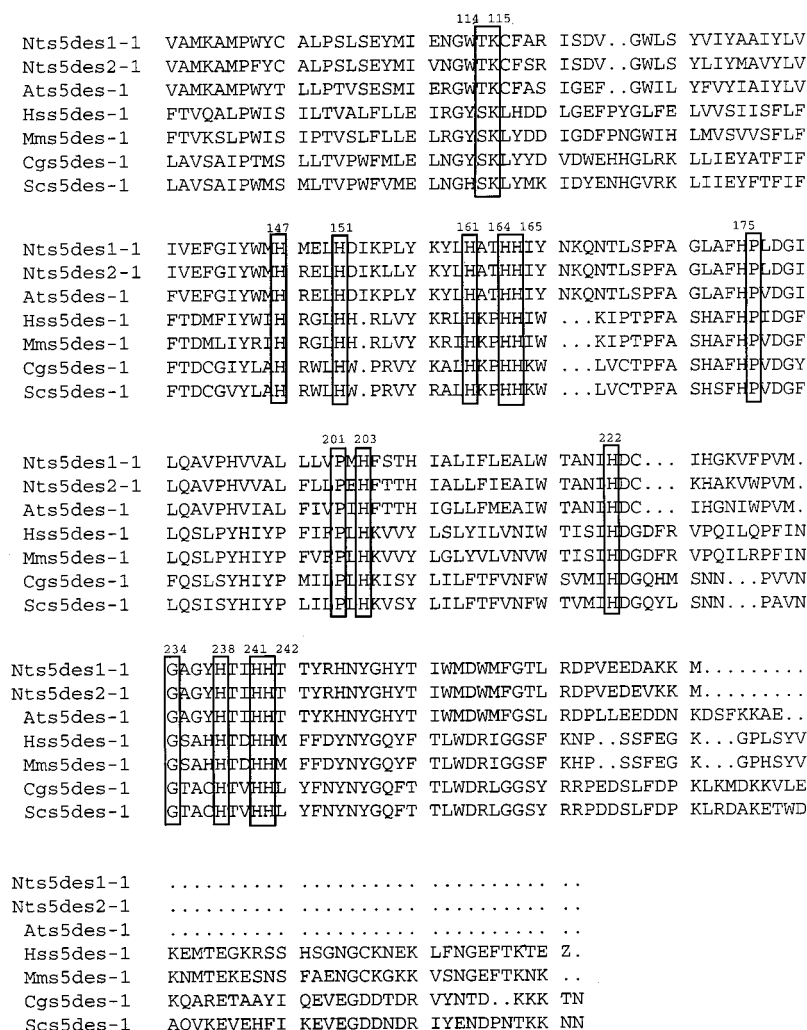 114 115
Nts5des1-1 VAMKAMPWYC ALPSLSEYMI ENGWTKCFAR ISDV..GWLS YVIYAAIYLV
Nts5des2-1 VAMKAMPFYC ALPSLSEYMI VNGWTKCFSR ISDV..GWLS YLIYMAVYLV
Ats5des-1 VAMKAMPWYT LLPTVSESMI ERGWTKCFAS IGEF..GWIL YFVYIAIYLV
Hss5des-1 FTVQALPWIS ILTVALFLLE IRGYSKLHDD LGEFPYGLFE LVVSIISFLF
Mms5des-1 FTVKSLPWIS IPTVSLFLLE LRGYSKLYDD IGDFPNGWIH LMVSVVSFLF
Cgs5des-1 LAVSAIPTMS LLTVPWFMLE LNGYSKLYYD VDWEHHGLRK LLIEYATFIF
Scs5des-1 LAVSAIPWMS MLTVPWFVME LNGHSKLYMK IDYENHGVRK LIIEYFTFIF
147 151 161 164 165 175
Nts5des1-1 IVEFGIYWMH MELHDIKPLY KYLHATHHIY NKQNTLSPFA GLAFHPLDGI
Nts5des2-1 IVEFGIYWMH RELHDIKLLY KYLHATHHIY NKQNTLSPFA GLAFHPLDGI
Ats5des-1 FVEFGIYWMH RELHDIKPLY KYLHATHHIY NKQNTLSPFA GLAFHPVDGI
Hss5des-1 FTDMFIYWIH RGLHH.RLVY KRLHKPHHIW ...KIPTPFA SHAFHPIDGF
Mms5des-1 FTDMLIYRIH RGLHH.RLVY KRIHKPHHIW ...KIPTPFA SHAFHPVDGF
Cgs5des-1 FTDCGIYLAH RWLHW.PRVY KALHKPHHKW ...LVCTPFA SHAFHPVDGY
Scs5des-1 FTDCGVYLAH RWLHW.PRVY RALHKPHHKW ...LVCTPFA SHSFHPVDGF
201 203 222
Nts5des1-1 LQAVPHVVAL LLVPMHFSTH IALIFLEALW TANIHDC... IHGKVFPVM.
Nts5des2-1 LQAVPHVVAL FLLPEHFTTH IALLFIEAIW TANIHDC... KHAKVWPVM.
Ats5des-1 LQAVPHVIAL FIVPIHFTTH IGLLFMEAIW TANIHDC... IHGNIWPVM.
Hss5des-1 LQSLPYHIYP FIFPLHKVVY LSLYILVNIW TISIHDGDFR VPQILQPFIN
Mms5des-1 LQSLPYHIYP FVFPLHKVVY LGLYVLVNVW TISIHDGDFR VPQILRPFIN
Cgs5des-1 FQSLSYHIYP MILPLHKISY LILFTFVNFW SVMIHDGQHM SNN...PVVN
Scs5des-1 LQSISYHIYP LILPLHKVSY LILFTFVNFW TVMIHDGQYL SNN...PAVN
234 238 241 242
Nts5des1-1 GAGYHTIHHT TYRHNYGHYT IWMDWMFGTL RDPVEEDAKK M.........
Nts5des2-1 GAGYHTIHHT TYRHNYGHYT IWMDWMFGTL RDPVEDEVKK M.........
Ats5des-1 GAGYHTIHHT TYKHNYGHYT IWMDWMFGSL RDPLLEEDDN KDSFKKAE..
Hss5des-1 GSAHHTDHHM FFDYNYGQYF TLWDRIGGSF KNP..SSFEG K...GPLSYV
Mms5des-1 GSAHHTDHHM FFDYNYGQYF TLWDRIGGSF KHP..SSFEG K...GPHSYV
Cgs5des-1 GTACHTVHHL YFNYNYGQFT TLWDRLGGSY RRPEDSLFDP KLKMDKKVLE
Scs5des-1 GTACHTVHHL YFNYNYGQFT TLWDRLGGSY RRPDDSLFDP KLRDAKETWD
Nts5des1-1 .......... .......... .......... ..
Nts5des2-1 .......... .......... .......... ..
Ats5des-1 .......... .......... .......... ..
Hss5des-1 KEMTEGKRSS HSGNGCKNEK LFNGEFTKTE Z.
Mms5des-1 KNMTEKESNS FAENGCKGKK VSNGEFTKNK ..
Cgs5des-1 KQARETAAYI QEVEGDDTDR VYNTD..KKK TN
Scs5des-1 AQVKEVEHFI KEVEGDDNDR IYENDPNTKK NN